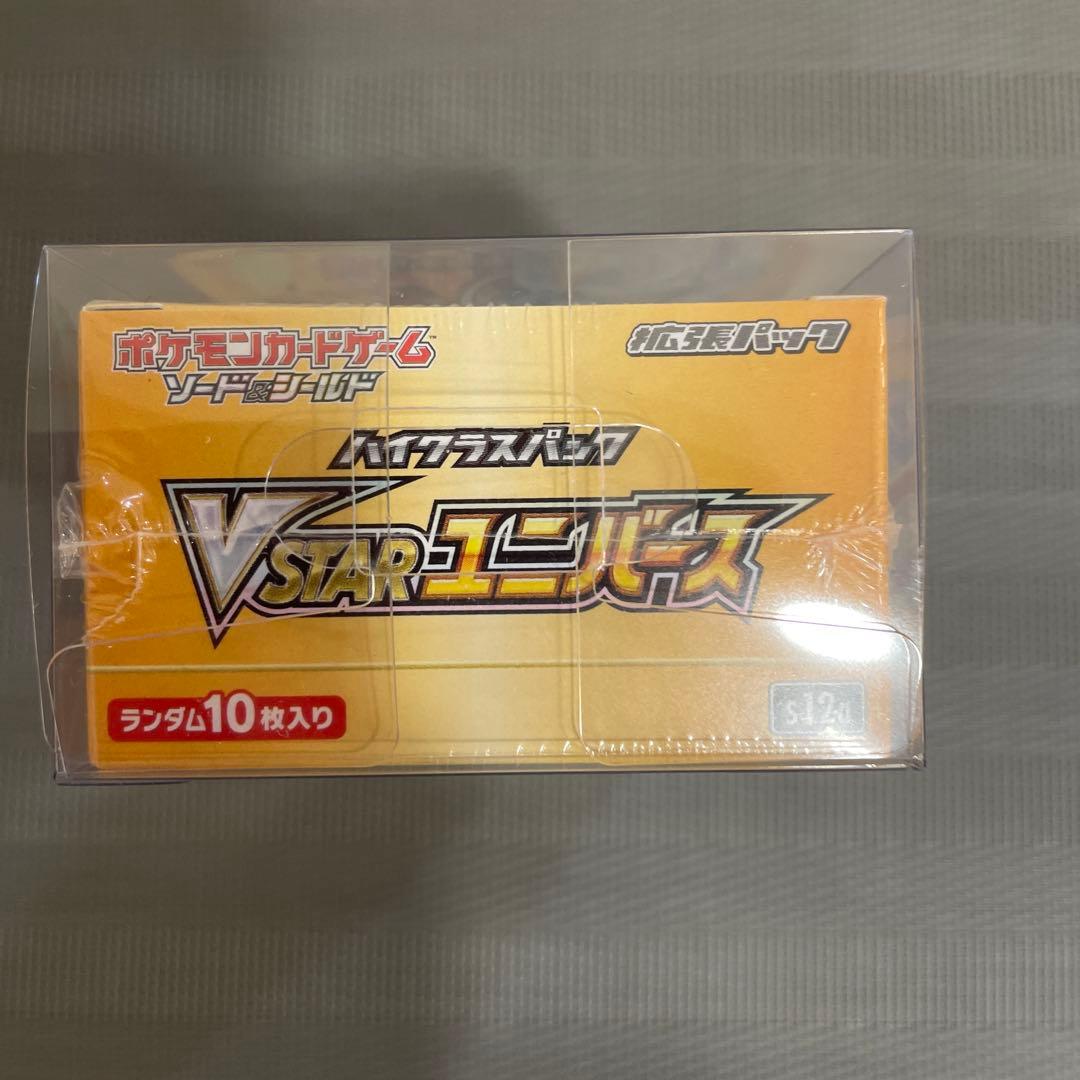 ポケモンカードゲーム™
ソード&シールド
拡張パック
ハイクラスパック
VSTARユニバース
ランダム10枚入り
s12a